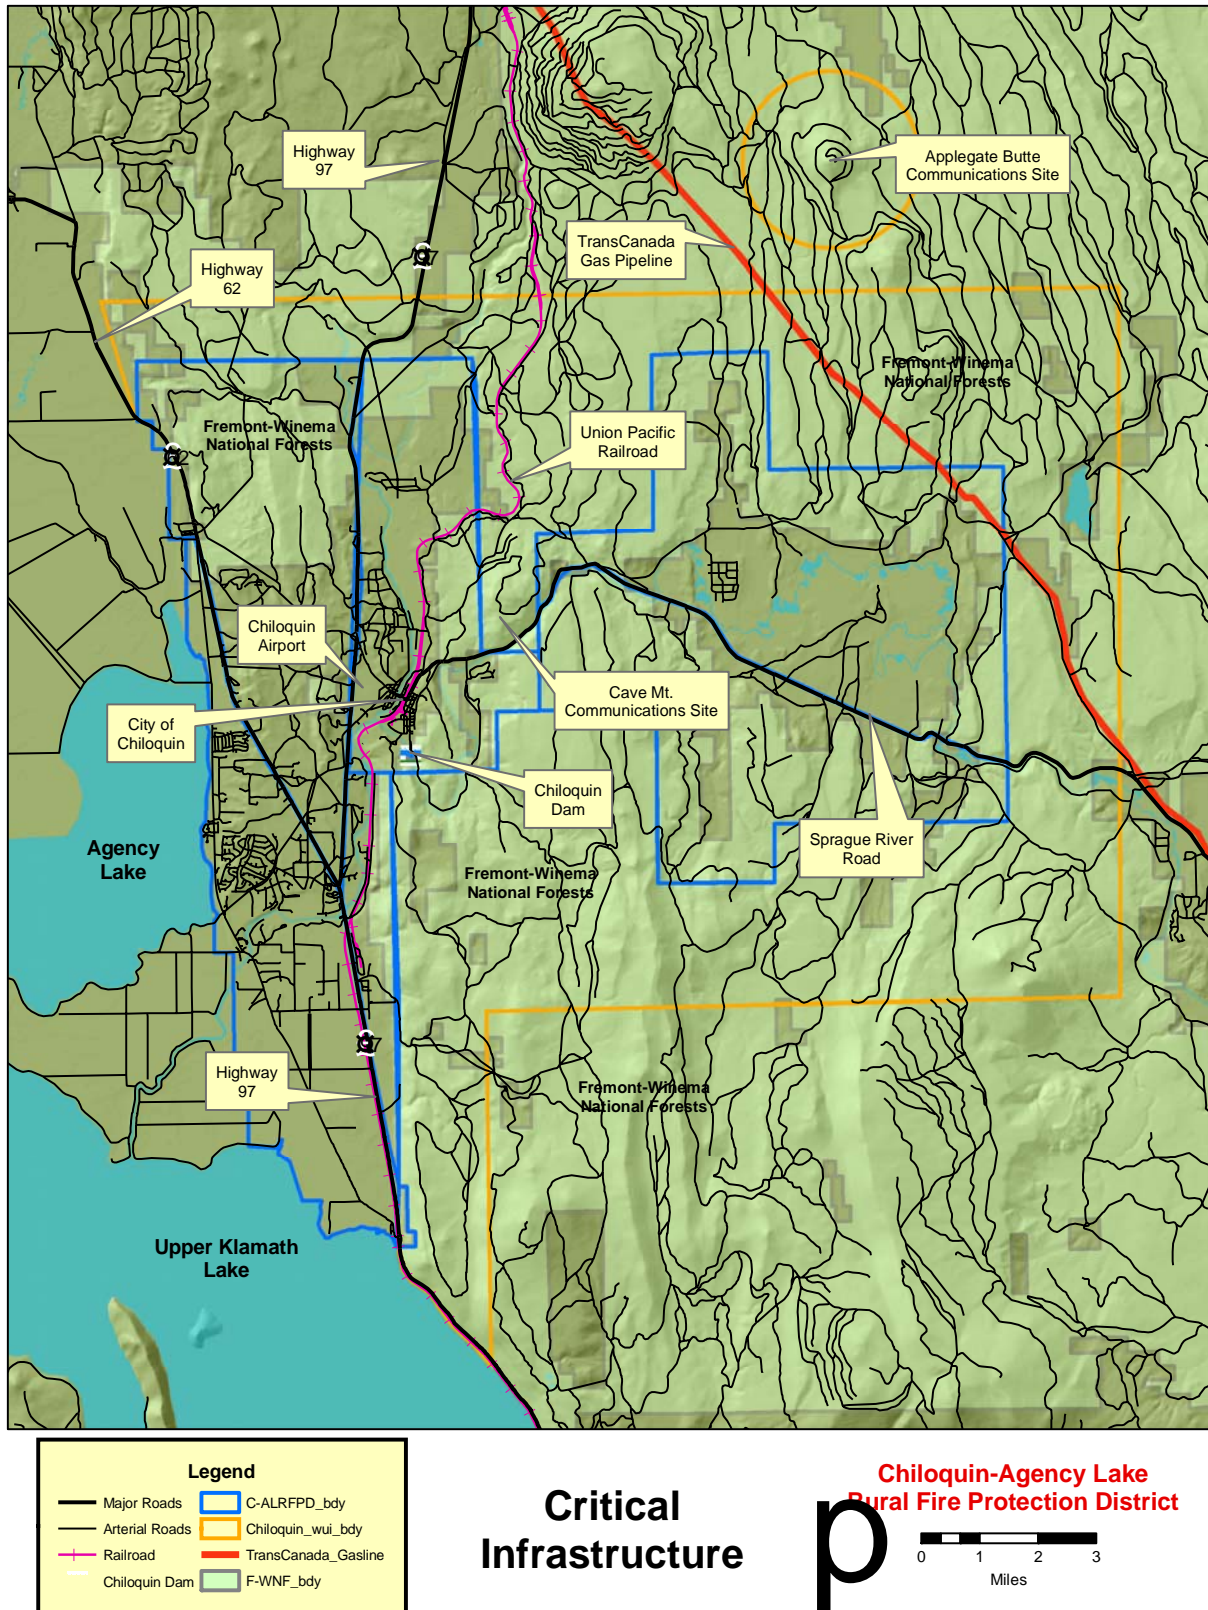 Highway
97
Applegate Butte
Communications Site
TransCanada
Gas Pipeline
Highway
62
Fremont-Winema
National Forests
Fremont-Winema
National Forests
Union Pacific
Railroad
Chiloquin
Airport
City of
Chiloquin
Cave Mt.
Communications Site
Chiloquin
Dam
Sprague River
Road
Agency
Lake
Fremont-Winema
National Forests
Highway
97
Fremont-Winema
National Forests
Upper Klamath
Lake
Legend
Major Roads
C-ALRFPD_bdy
Arterial Roads
Chiloquin_wui_bdy
Railroad
TransCanada_Gasline
Chiloquin Dam
F-WNF_bdy
Critical
Infrastructure
p
Chiloquin-Agency Lake
Rural Fire Protection District
0 1 2 3
Miles